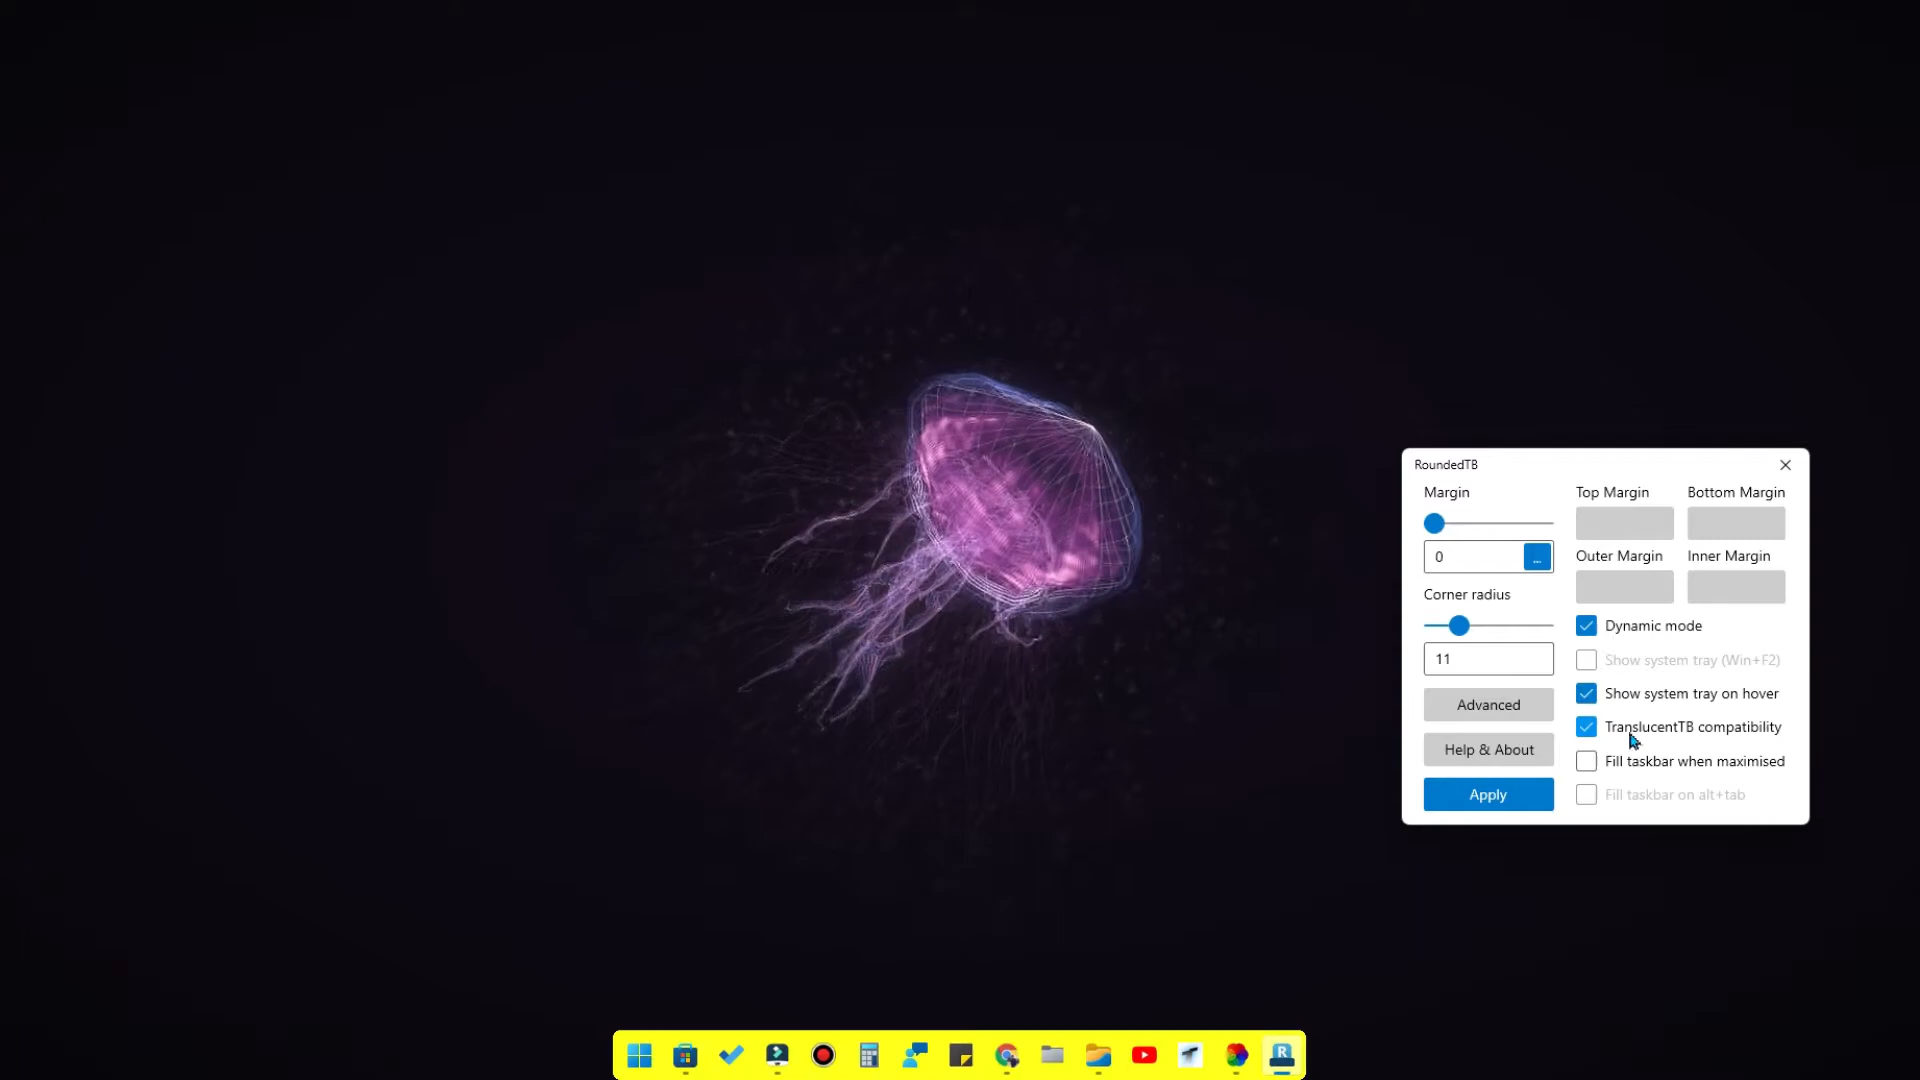 RoundedTB
Margin
Top Margin
Bottom Margin
0
...
Outer Margin
Inner Margin
Corner radius
Dynamic mode
11
Show system tray (Win+F2)
Show system tray on hover
Advanced
TranslucentTB compatibility
Help & About
Fill taskbar when maximised
Apply
Fill taskbar on alt+tab
R